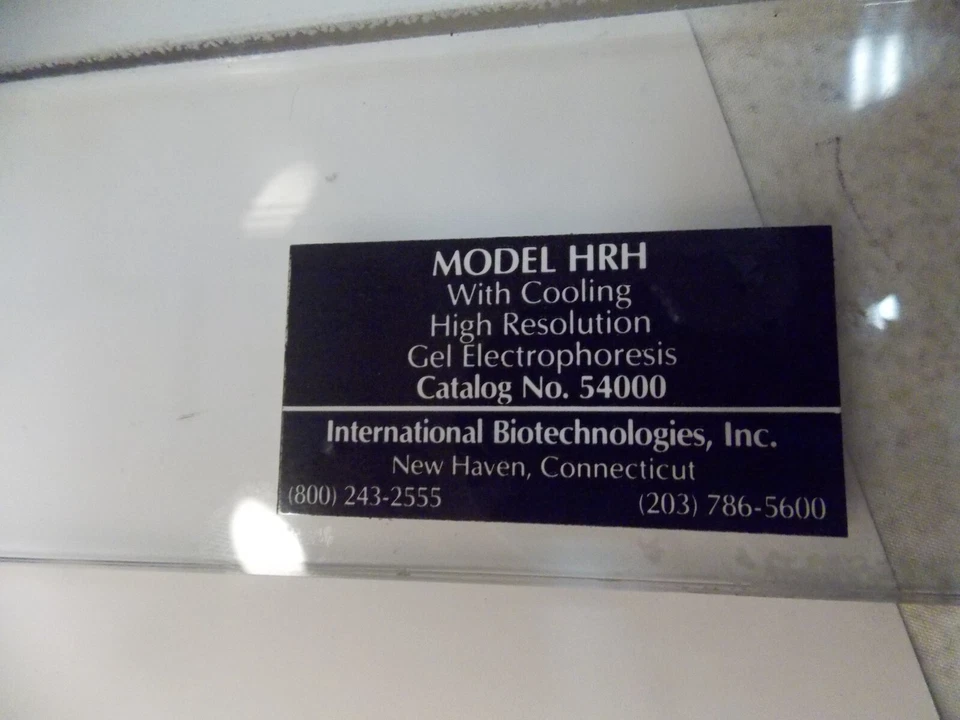 MODEL HRH
With Cooling
High Resolution
Gel Electrophoresis
Catalog No. 54000
International Biotechnologies, Inc.
New Haven, Connecticut
(800) 243-2555 (203) 786-5600